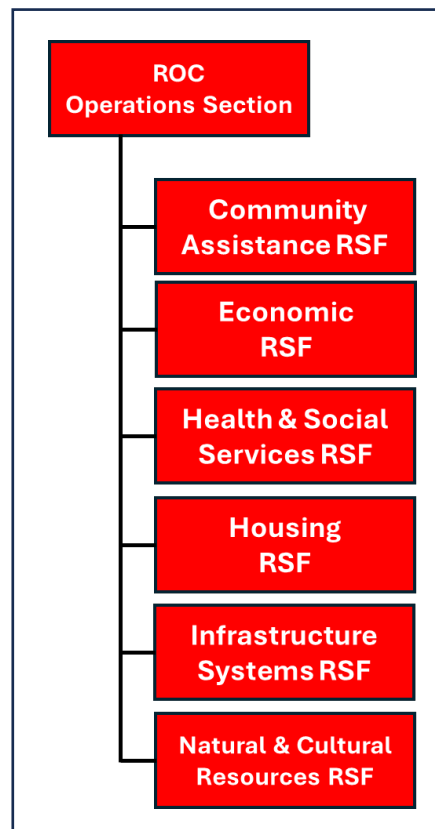 ROC
Operations Section
Community
Assistance RSF
Economic
RSF
Health & Social
Services RSF
Housing
RSF
Infrastructure
Systems RSF
Natural & Cultural
Resources RSF